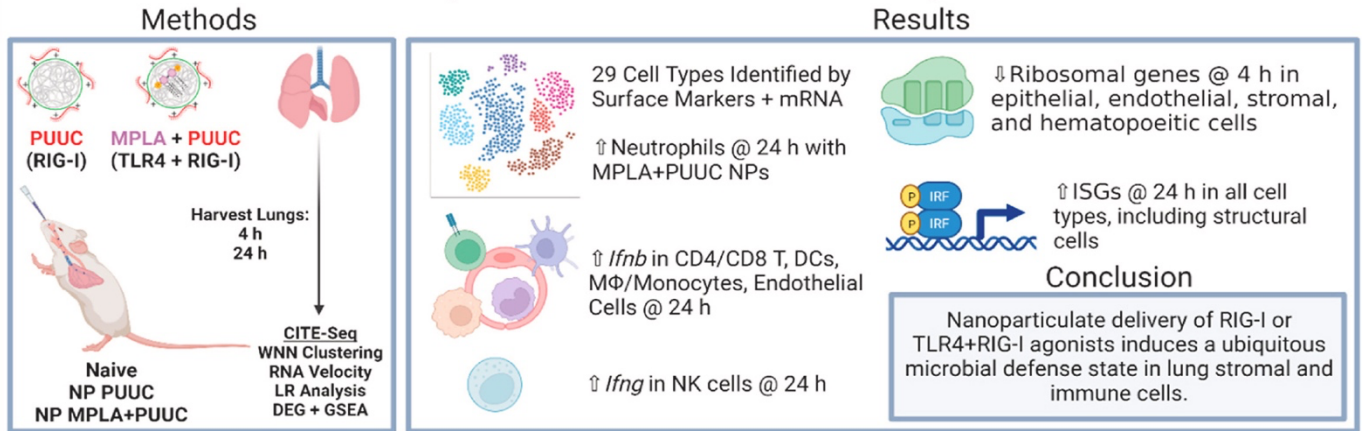 Methods
PUUC
(RIG-I)
MPLA + PUUC
(TLR4 + RIG-I)
Harvest Lungs:
4 h
24 h
Naive
NP PUUC
NP MPLA+PUUC
CITE-Seq
WNN Clustering
RNA Velocity
LR Analysis
DEG + GSEA
Results
29 Cell Types Identified by
Surface Markers + mRNA
⇧Neutrophils @ 24 h with
MPLA+PUUC NPs
⇧ Ifnb in CD4/CD8 T, DCs,
MΦ/Monocytes, Endothelial
Cells @ 24 h
⇧ Ifng in NK cells @ 24 h
⇩Ribosomal genes @ 4 h in
epithelial, endothelial, stromal,
and hematopoeitic cells
P IRF
P IRF
⇧ISGs @ 24 h in all cell
types, including structural
cells
Conclusion
Nanoparticulate delivery of RIG-I or
TLR4+RIG-I agonists induces a ubiquitous
microbial defense state in lung stromal and
immune cells.